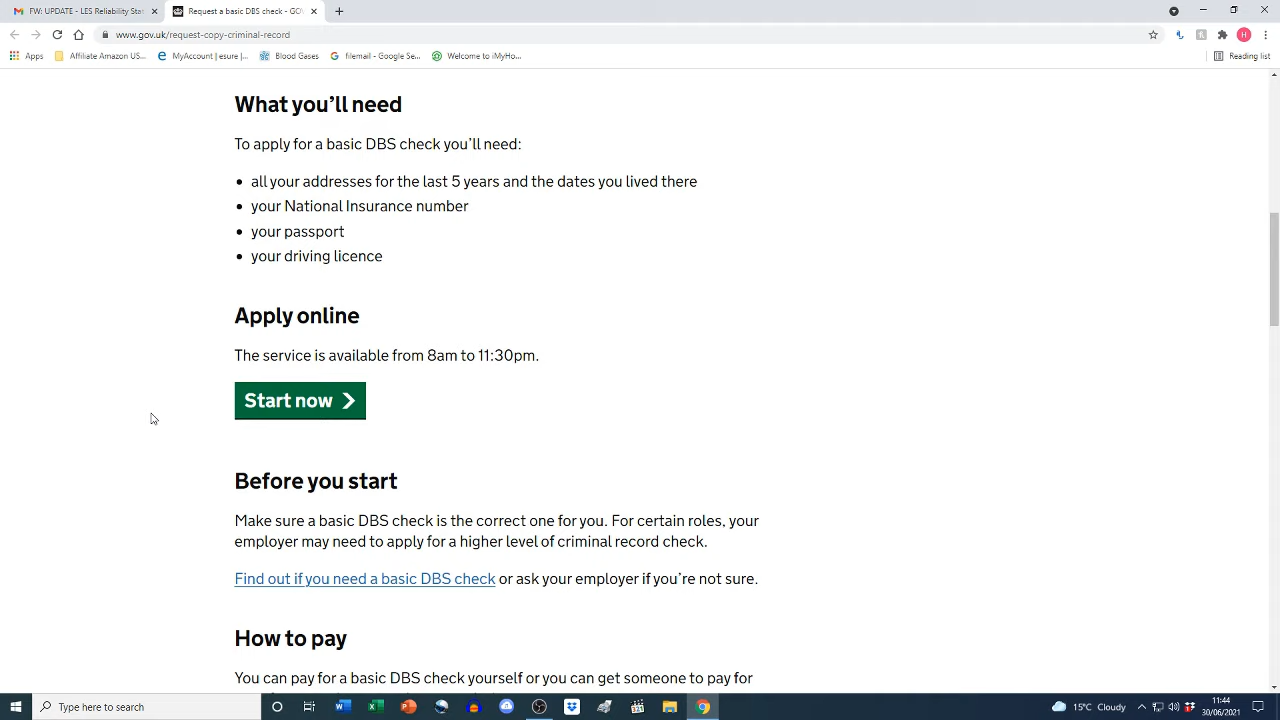 FW: UPDATE - LES Reliability Stan
Request a basic DBS check - GOV
www.gov.uk/request-copy-criminal-record
Apps
Affiliate Amazon US...
MyAccount | esure |...
Blood Gases
filemail - Google Se...
Welcome to iMyHo...
Reading list
What you'll need
To apply for a basic DBS check you'll need:
• all your addresses for the last 5 years and the dates you lived there
• your National Insurance number
• your passport
• your driving licence
Apply online
The service is available from 8am to 11:30pm.
Start now
Before you start
Make sure a basic DBS check is the correct one for you. For certain roles, your
employer may need to apply for a higher level of criminal record check.
Find out if you need a basic DBS check or ask your employer if you're not sure.
How to pay
You can pay for a basic DBS check yourself or you can get someone to pay for
Type here to search
15°C Cloudy
11:44
30/06/2021